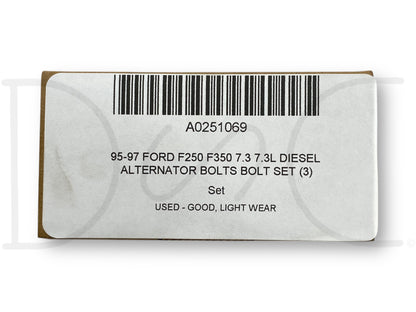 A0251069
95-97 FORD F250 F350 7.3 7.3L DIESEL
ALTERNATOR BOLTS BOLT SET (3)
Set
USED - GOOD, LIGHT WEAR